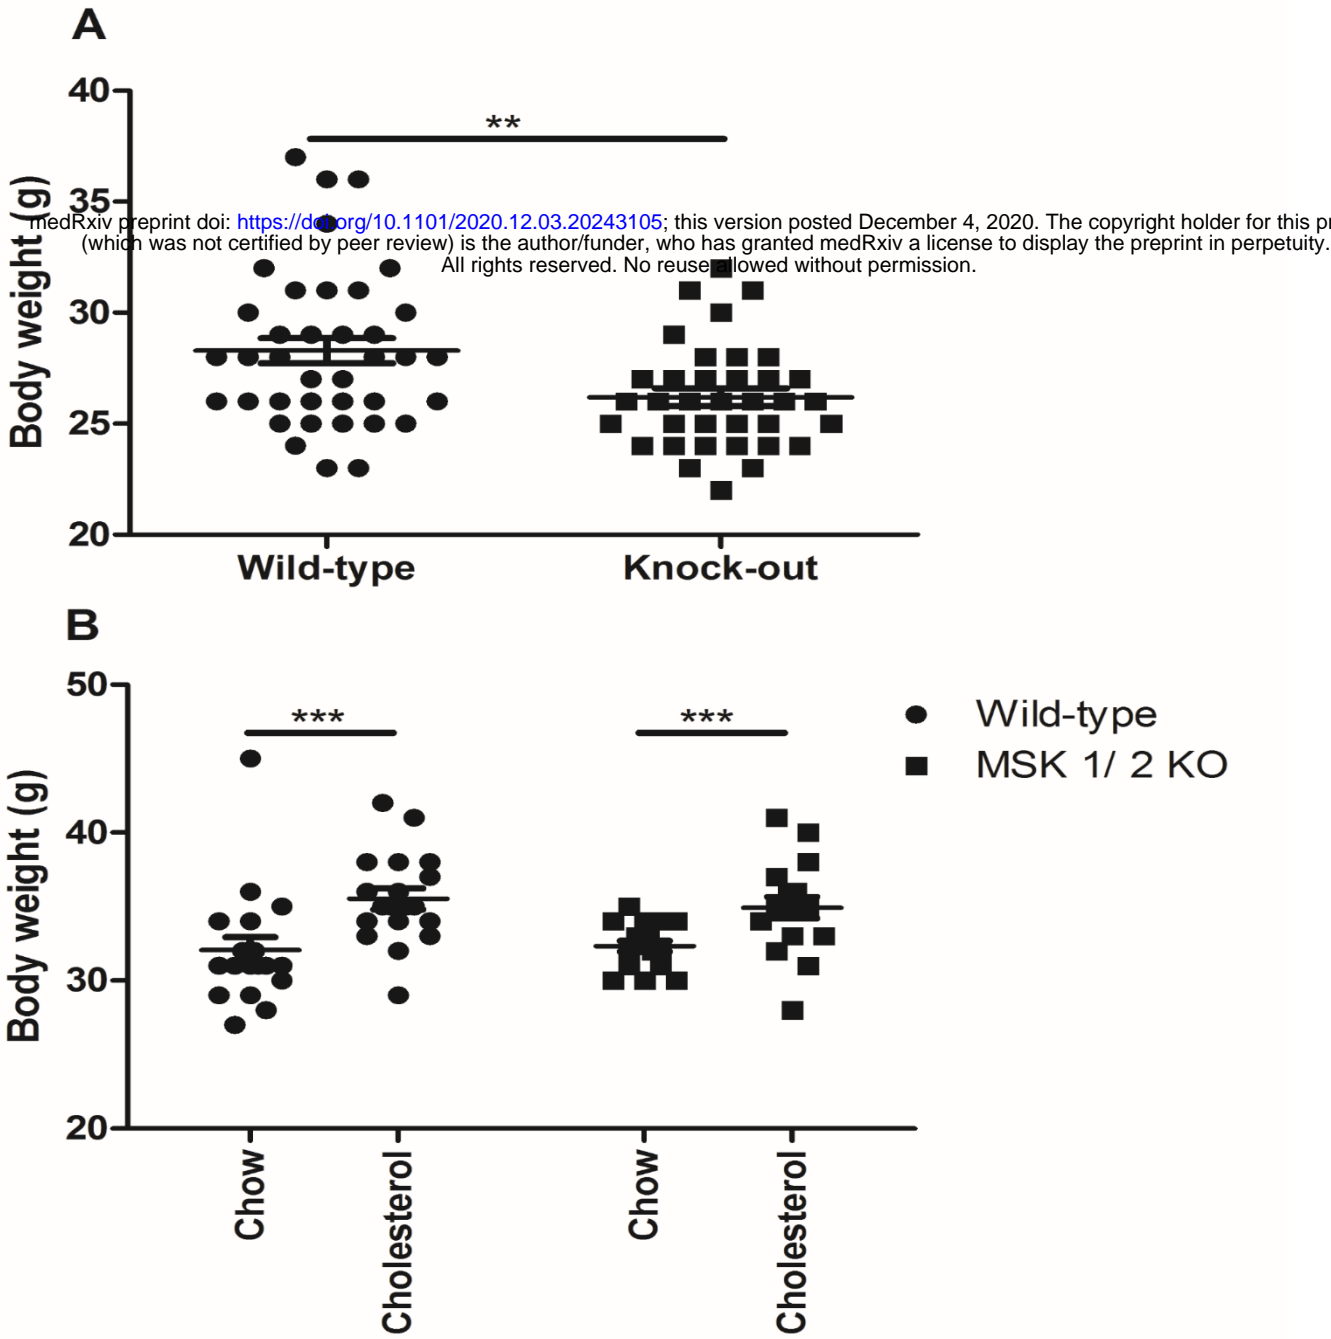 A
40
**
35
medRxiv preprint doi: https://doi.org/10.1101/2020.12.03.20243105; this version posted December 4, 2020. The copyright holder for this pr
(which was not certified by peer review) is the author/funder, who has granted medRxiv a license to display the preprint in perpetuity.
All rights reserved. No reuse allowed without permission.
Body weight (g)
30
25
20
Wild-type Knock-out
B
50
*** ***
Wild-type
MSK 1/ 2 KO
Body weight (g)
40
30
20
Chow
Cholesterol
Chow
Cholesterol